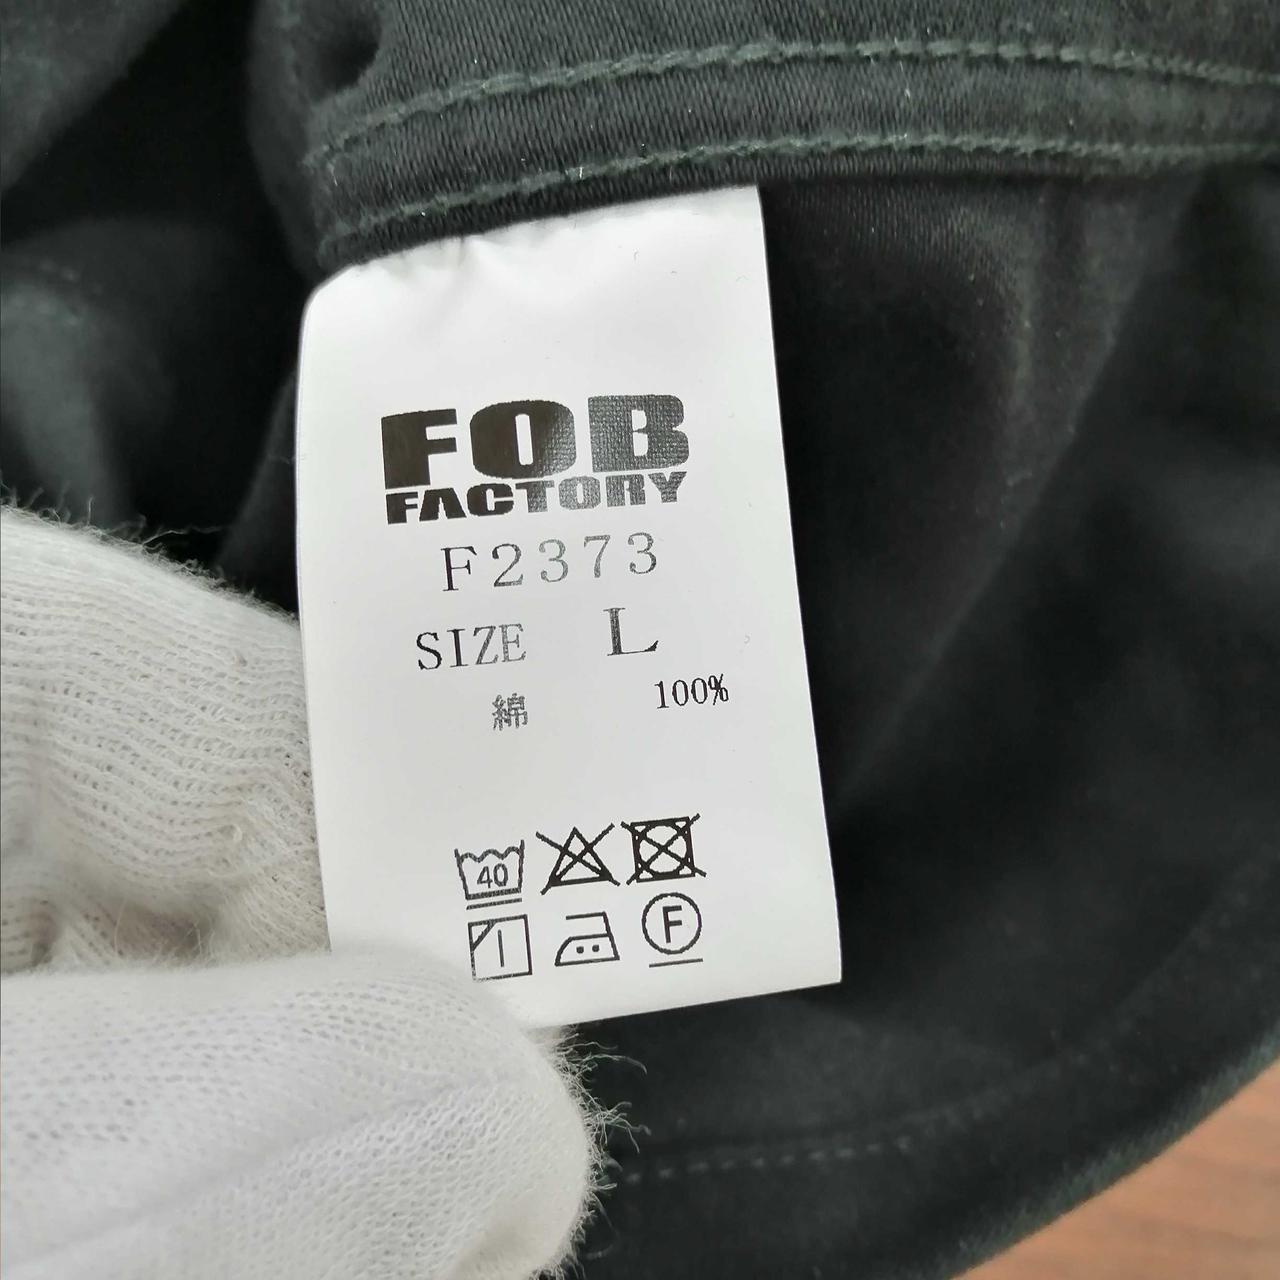 FOB
FACTORY
F2373
SIZE L
綿 100%
40
F